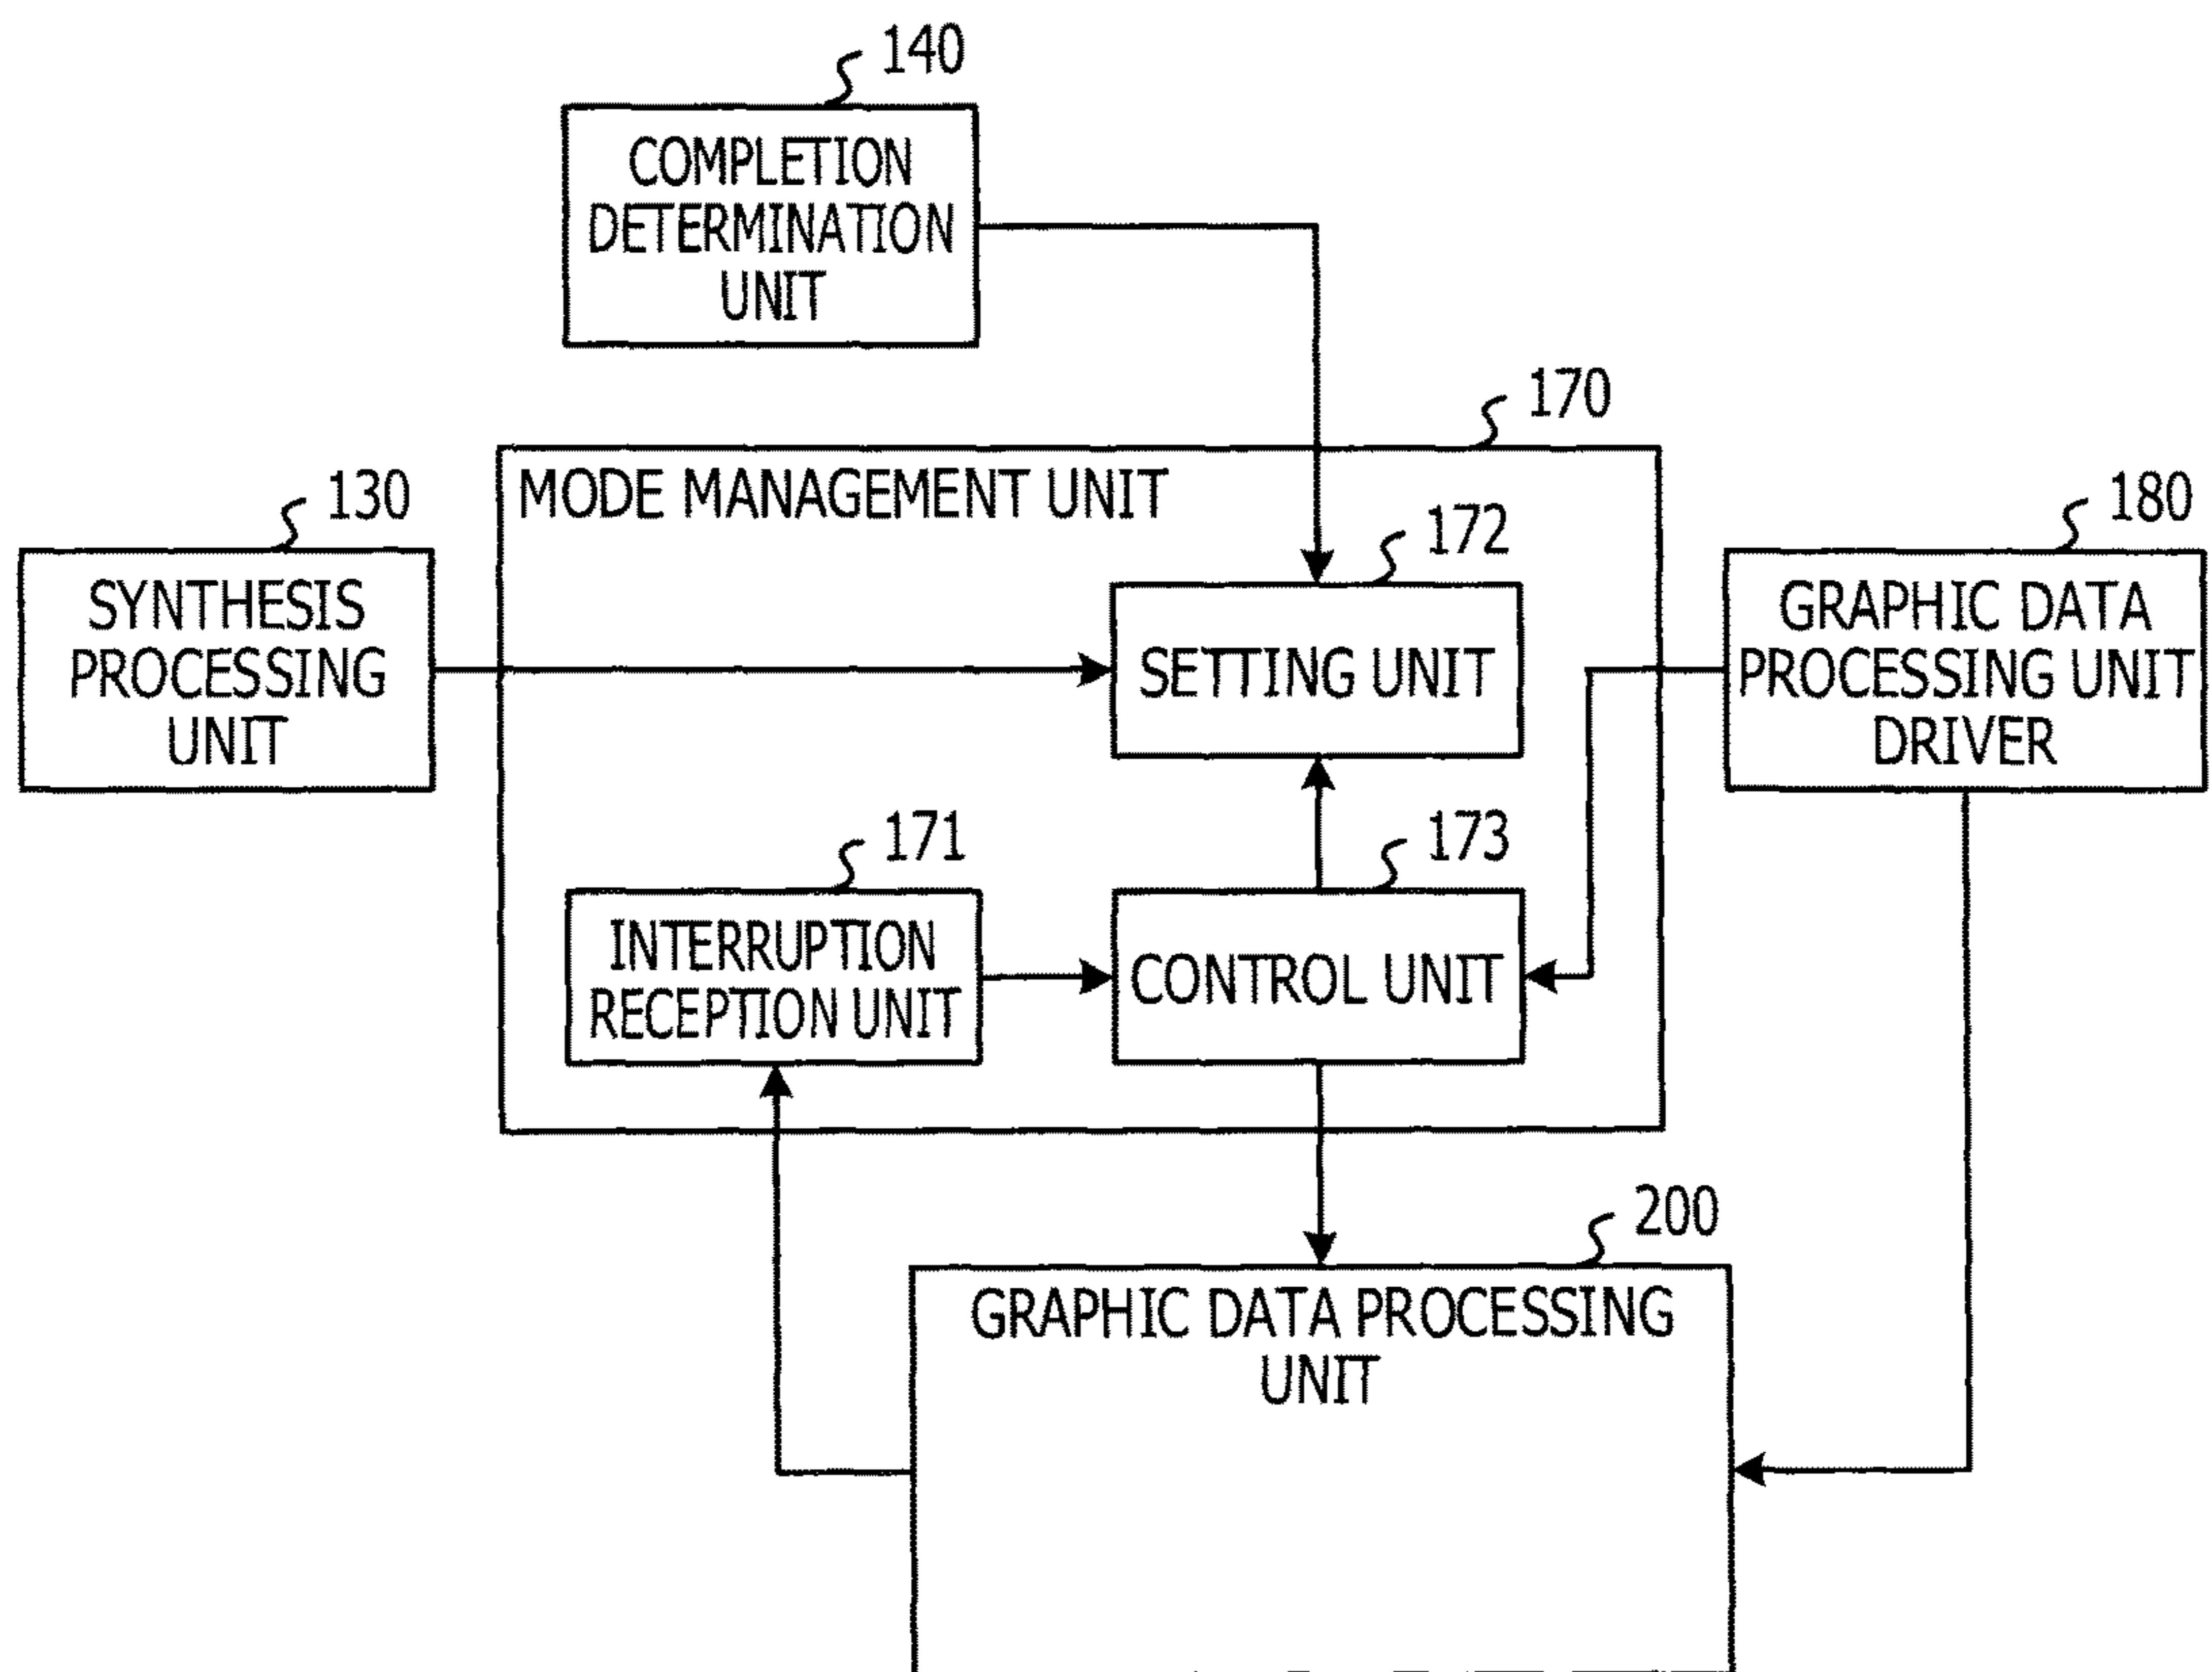 140
COMPLETION
DETERMINATION
UNIT
170
MODE MANAGEMENT UNIT
130
SYNTHESIS
PROCESSING
UNIT
172
SETTING UNIT
180
GRAPHIC DATA
PROCESSING UNIT
DRIVER
171
INTERRUPTION
RECEPTION UNIT
173
CONTROL UNIT
200
GRAPHIC DATA PROCESSING
UNIT